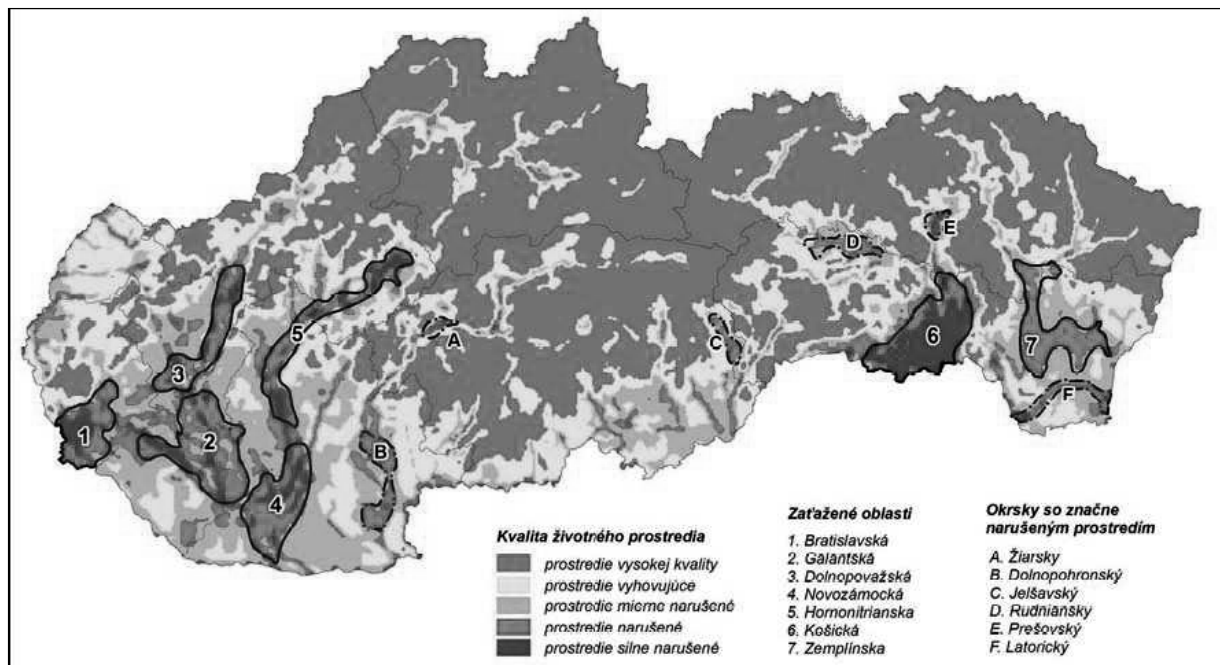 D
E
A
5
C
6
7
3
F
1
2
B
4
Kvalita životného prostredia
prostredie vysokej kvality
prostredie vyhovujúce
prostredie mierne narušené
prostredie narušené
prostredie silne narušené
Zaťažené oblasti
1. Bratislavská
2. Galantská
3. Dolnopovažská
4. Novozámocká
5. Hornonitrianska
6. Košická
7. Zemplínska
Okrsky so značne
narušeným prostredím
A. Žiarsky
B. Dolnopohronský
C. Jelšavský
D. Rudniansky
E. Prešovský
F. Latorický